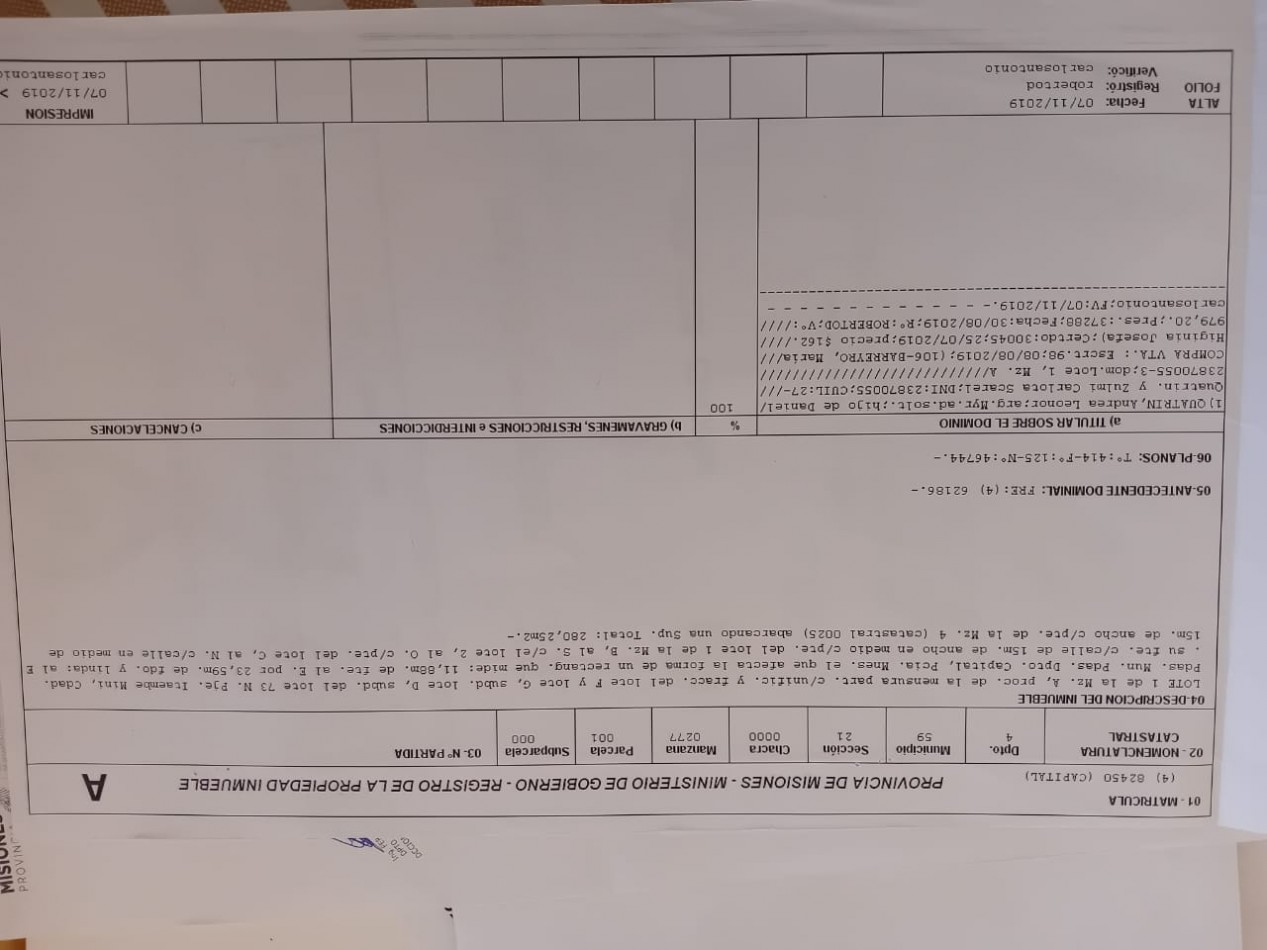 01 - MATRICULA
(4) 82450 (CAPITAL)
PROVINCIA DE MISIONES - MINISTERIO DE GOBIERNO - REGISTRO DE LA PROPIEDAD INMUEBLE
A
02 - NOMENCLATURA CATASTRAL
Dpto. 4
Municipio 59
Sección 21
Chacra 0000
Manzana 0277
Parcela 001
Subparcela 000
03- Nº PARTIDA
04-DESCRIPCION DEL INMUEBLE
LOTE 1 de la Mz. A, proc. de la mensura part. c/unific. y fracc. del lote F y lote G, subd. lote D, subd. del lote 73 N. Pje. Itaembe Mini, Cdad.
Pdas. Mun. Pdas. Dpto. Capital, Pcia. Mnes. el que afecta la forma de un rectang. que mide: 11,88m. de fte. al E. por 23,59m. de fdo. y linda: al E
. su fte. c/calle de 15m. de ancho en medio c/pte. del lote 1 de la Mz. B, al S. c/el lote 2, al O. c/pte. del lote C, al N. c/calle en medio de
15m. de ancho c/pte. de la Mz. 4 (catastral 0025) abarcando una Sup. Total: 280,25m2.-
05-ANTECEDENTE DOMINIAL: FRE:(4) 62186.-
06-PLANOS: Tº:414-Fº:125-Nº:46744.-
a) TITULAR SOBRE EL DOMINIO
%
b) GRAVAMENES, RESTRICCIONES e INTERDICCIONES
c) CANCELACIONES
1) QUATRIN,Andrea Leonor;arg.Myr.ad.solt.;hijo de Daniel/
100
Quatrin. y Zulmi Carlota Scarel;DNI:23870055;CUIL:27-///
23870055-3;dom.Lote 1, Mz. A/////////////////////////////
COMPRA VTA.: Escrt.98;08/08/2019;(106-BARREYRO, Maria///
Higinia Josefa);Certdo:30045;25/07/2019;precio $162.////
979,20.;Pres.:37288;Fecha:30/08/2019;Rº:ROBERTOD;Vº:////
carlosantonio;FV:07/11/2019.- - - - - - - - - - - - - -
ALTA FOLIO
Fecha: 07/11/2019
Registró: robertod
Verificó: carlosantonio
IMPRESION
07/11/2019 >
carlosantonio
MISIONES